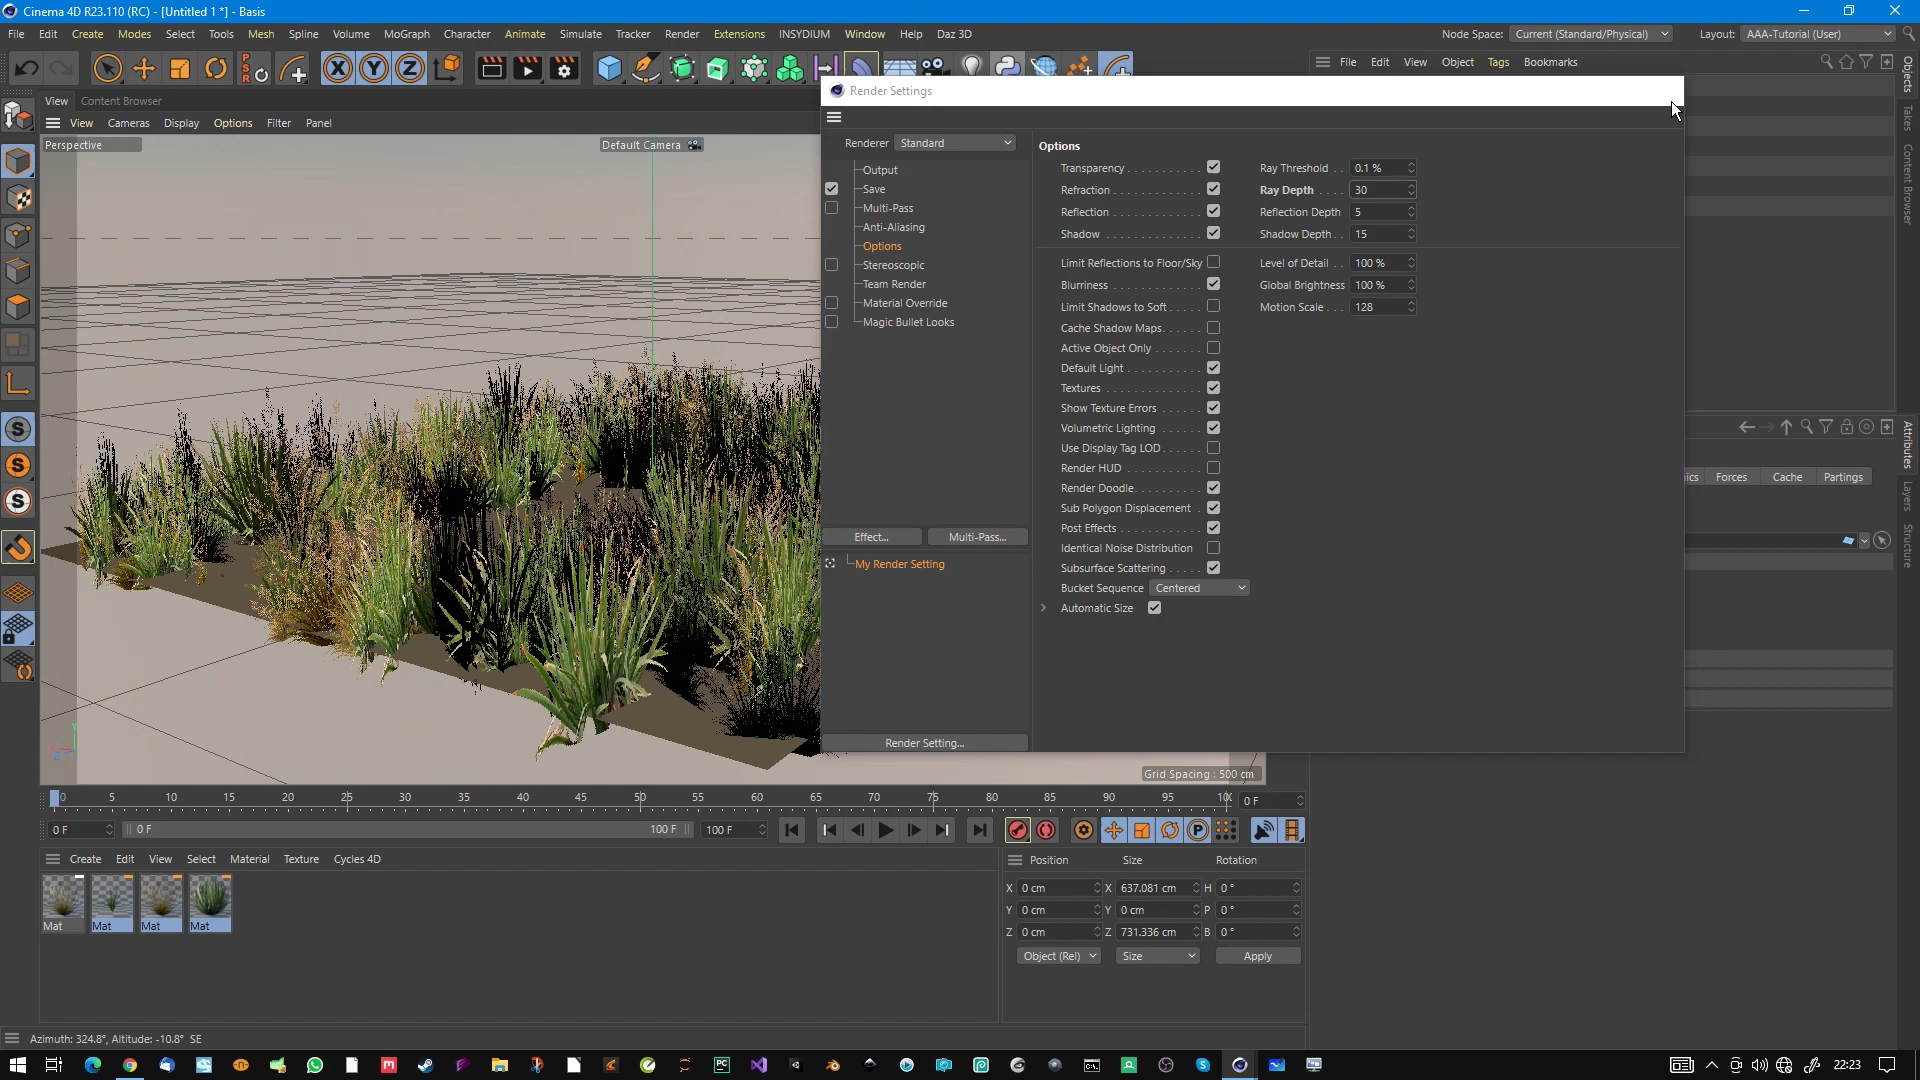 Cinema 4D R23.110 (RC) - [Untitled 1 *] - Basis
File Edit Create Modes Select Tools Mesh Spline Volume MoGraph Character Animate Simulate Tracker Render Extensions INSYDIUM Window Help Daz 3D
Node Space: Current (Standard/Physical) Layout: AAA-Tutorial (User)
File Edit View Object Tags Bookmarks
View Content Browser
View Cameras Display Options Filter Panel
Perspective
Default Camera
Render Settings
Renderer Standard
Output
Save
Multi-Pass
Anti-Aliasing
Options
Stereoscopic
Team Render
Material Override
Magic Bullet Looks
Effect... Multi-Pass...
My Render Setting
Render Setting...
Options
Transparency Ray Threshold 0.1 %
Refraction Ray Depth 30
Reflection Reflection Depth 5
Shadow Shadow Depth 15
Limit Reflections to Floor/Sky Level of Detail 100 %
Blurriness Global Brightness 100 %
Limit Shadows to Soft Motion Scale 128
Cache Shadow Maps
Active Object Only
Default Light
Textures
Show Texture Errors
Volumetric Lighting
Use Display Tag LOD
Render HUD
Render Doodle
Sub Polygon Displacement
Post Effects
Identical Noise Distribution
Subsurface Scattering
Bucket Sequence Centered
Automatic Size
Objects
Takes
Content Browser
Attributes
Layers
Structure
ics Forces Cache Partings
Grid Spacing : 500 cm
0 5 10 15 20 25 30 35 40 45 50 55 60 65 70 75 80 85 90 95 0 F
0 F 0 F 100 F 100 F
Create Edit View Select Material Texture Cycles 4D
Mat Mat Mat Mat
Position Size Rotation
X 0 cm X 637.081 cm H 0 °
Y 0 cm Y 0 cm P 0 °
Z 0 cm Z 731.336 cm B 0 °
Object (Rel) Size Apply
Azimuth: 324.8°, Altitude: -10.8° SE
22:23